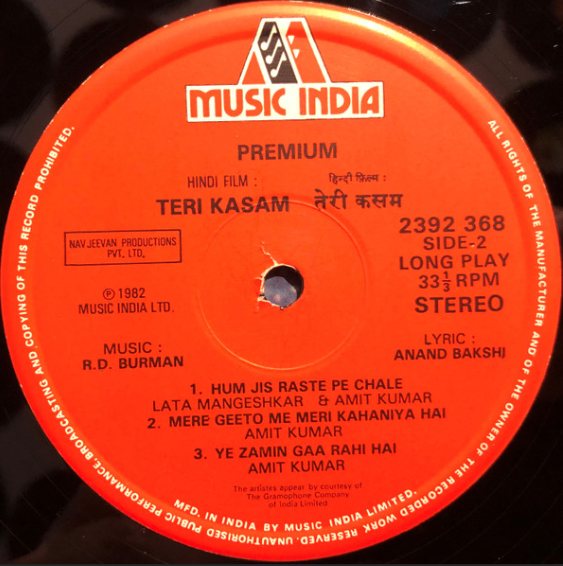 MUSIC INDIA
PREMIUM
HINDI FILM :
हिन्दी फ़िल्म :
TERI KASAM
तेरी कसम
2392 368
SIDE-2
LONG PLAY
33⅓ RPM
STEREO
NAVJEEVAN PRODUCTIONS
PVT. LTD.
Ⓟ 1982
MUSIC INDIA LTD.
MUSIC :
R.D. BURMAN
LYRIC :
ANAND BAKSHI
1. HUM JIS RASTE PE CHALE
LATA MANGESHKAR & AMIT KUMAR
2. MERE GEETO ME MERI KAHANIYA HAI
AMIT KUMAR
3. YE ZAMIN GAA RAHI HAI
AMIT KUMAR
The artistes appear by courtesy of
The Gramophone Company
of India Limited
MFD. IN INDIA BY MUSIC INDIA LIMITED.
ALL RIGHTS OF THE MANUFACTURER AND OF THE OWNER OF THE RECORDED WORK RESERVED. UNAUTHORISED PUBLIC PERFORMANCE, BROADCASTING AND COPYING OF THIS RECORD PROHIBITED.